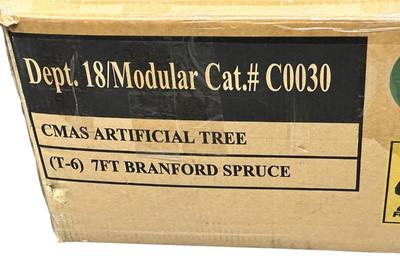 Dept. 18/Modular Cat.# C0030
CMAS ARTIFICIAL TREE
(T-6) 7FT BRANFORD SPRUCE